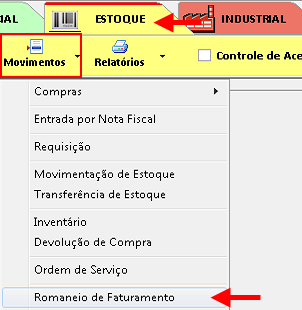 IAL
ESTOQUE
INDUSTRIAL
Movimentos
Relatórios
Controle de Ace
Compras
Entrada por Nota Fiscal
Requisição
Movimentação de Estoque
Transferência de Estoque
Inventário
Devolução de Compra
Ordem de Serviço
Romaneio de Faturamento